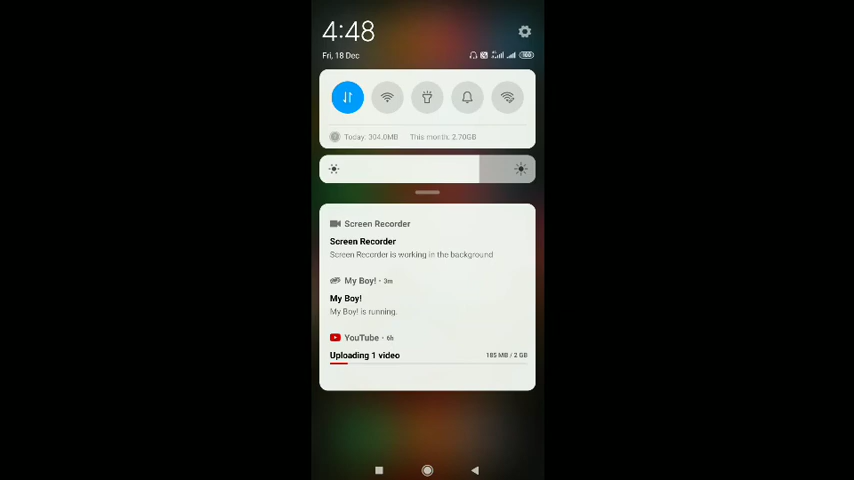 4:48
Fri, 18 Dec
100
Today: 304.0MB This month: 2.70GB
Screen Recorder
Screen Recorder
Screen Recorder is working in the background
My Boy! • 3m
My Boy!
My Boy! is running.
YouTube • 6h
Uploading 1 video 185 MB / 2 GB